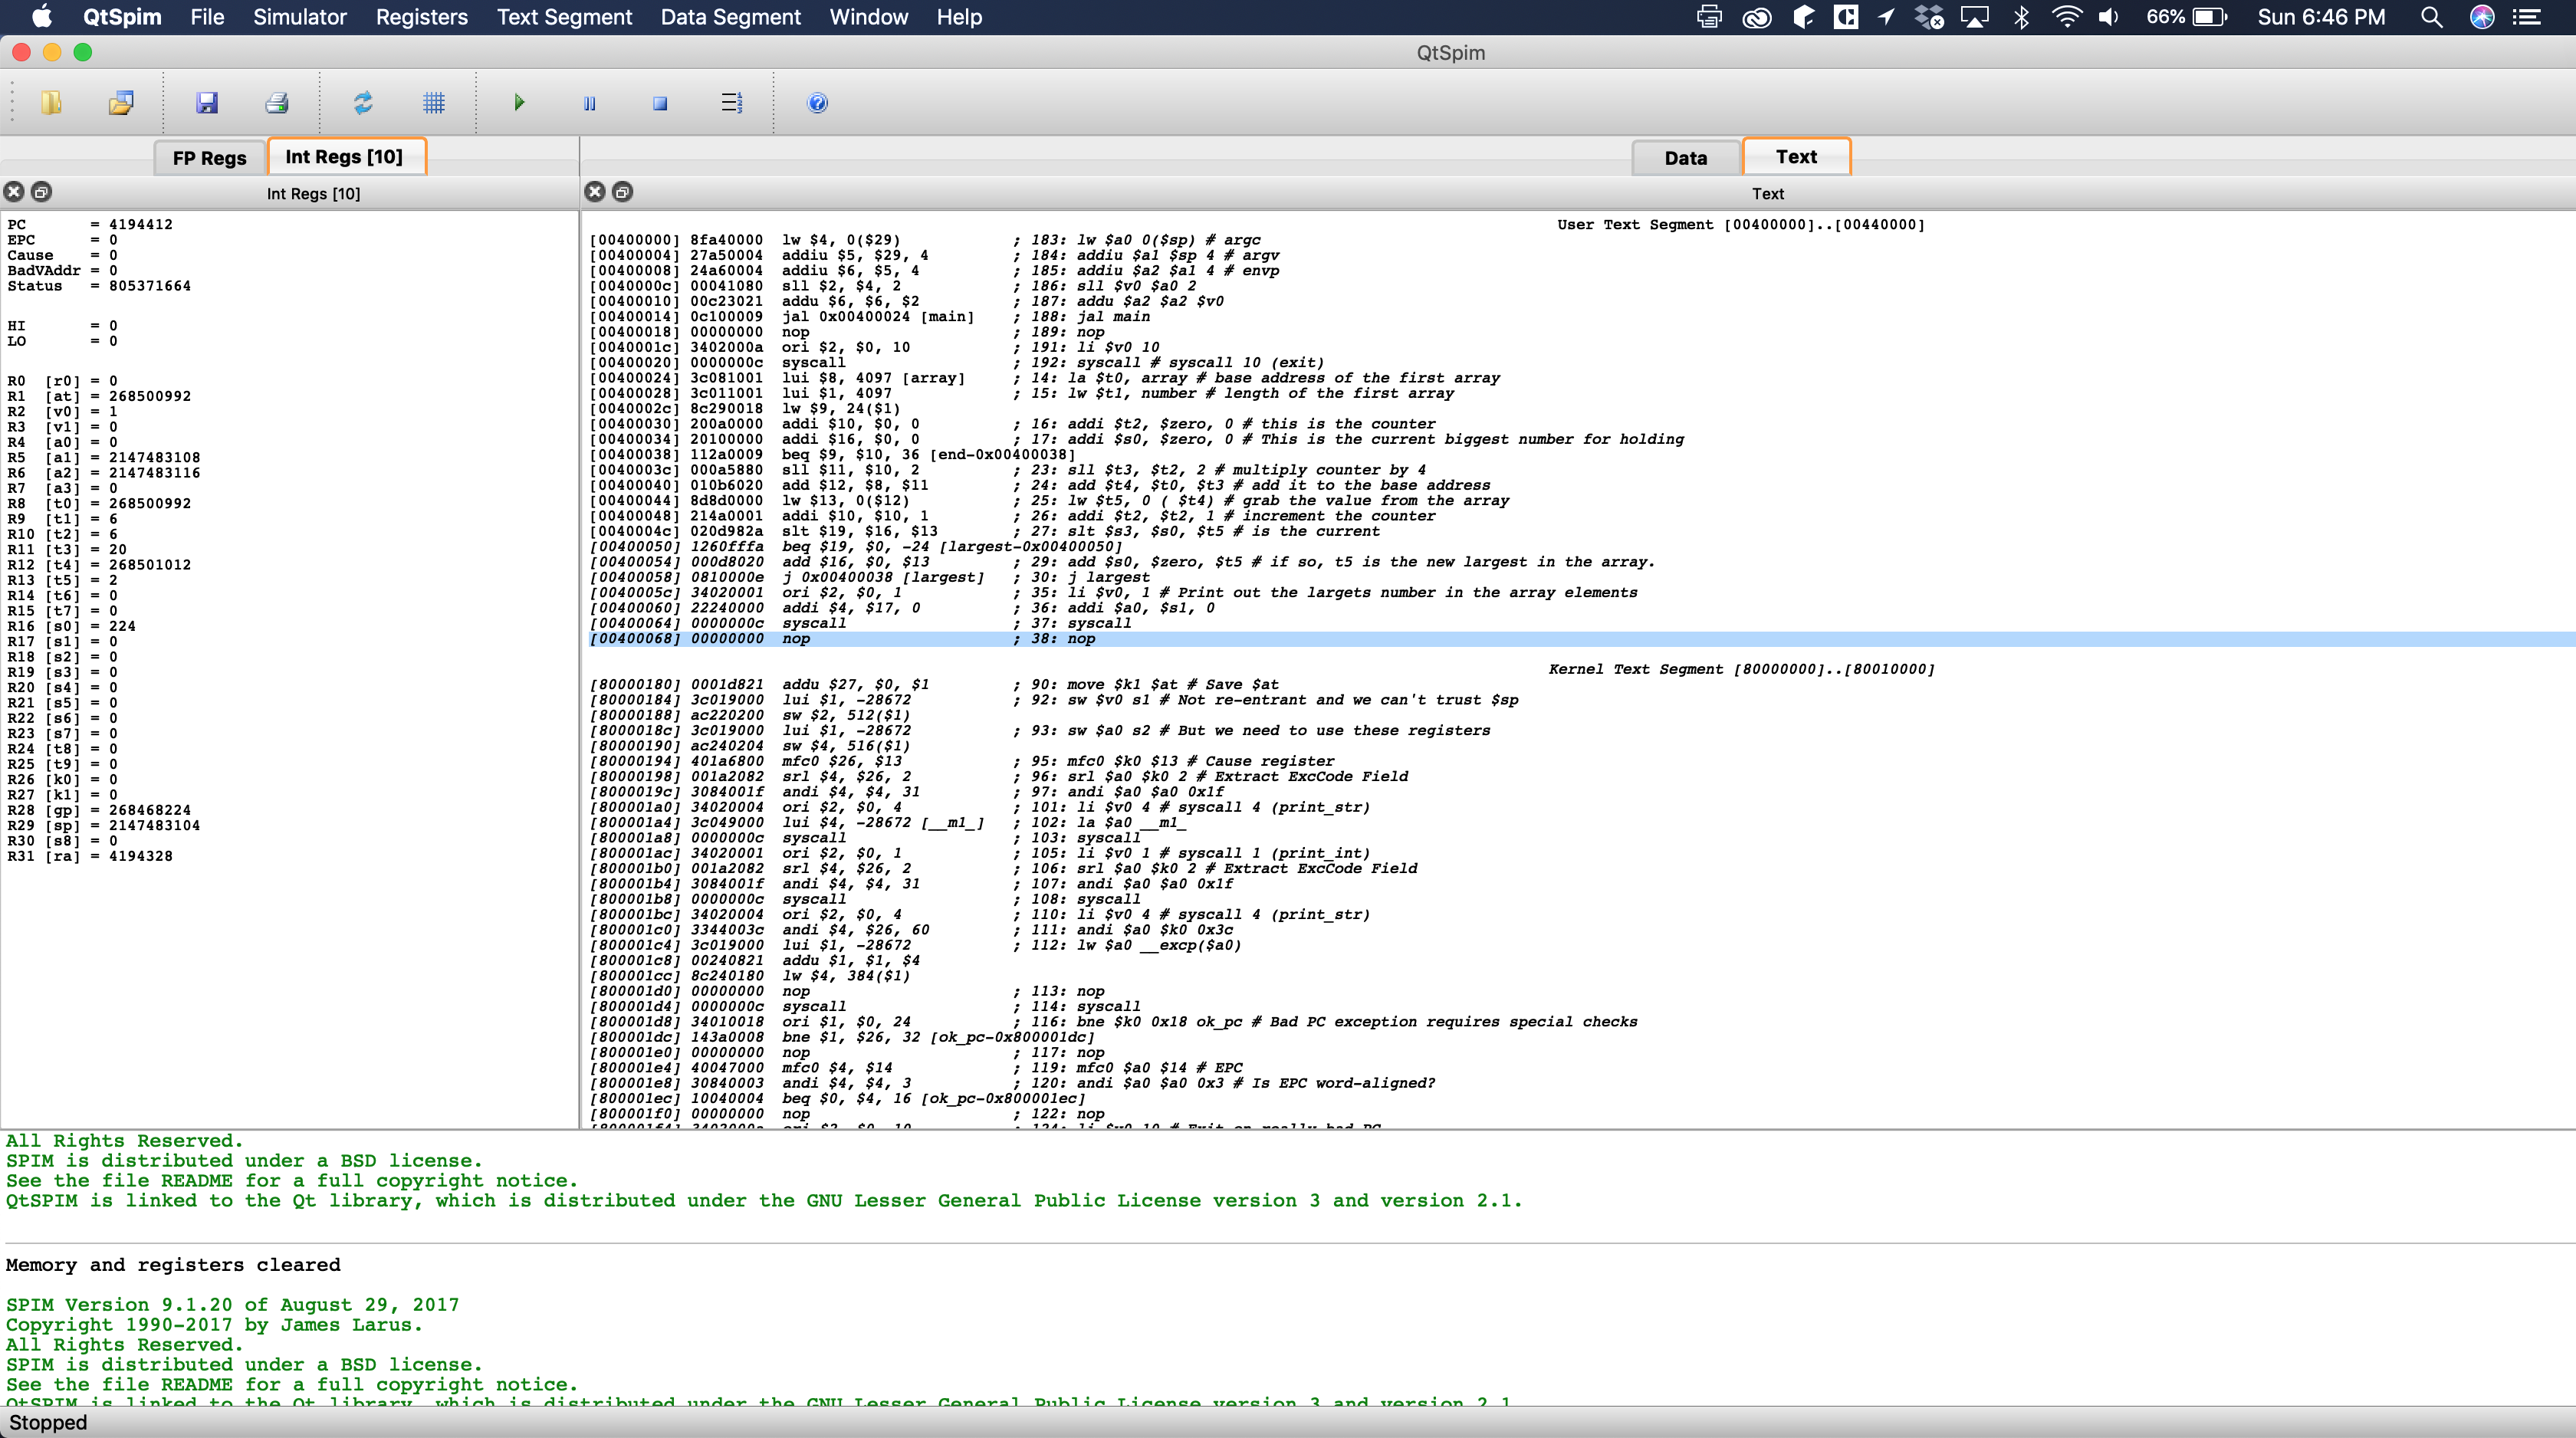 QtSpim File Simulator Registers Text Segment Data Segment Window Help 66% Sun 6:46 PM
QtSpim
FP Regs Int Regs [10]
Data Text
Int Regs [10]
Text
PC = 4194412
EPC = 0
Cause = 0
BadVAddr = 0
Status = 805371664
HI = 0
LO = 0
R0 [r0] = 0
R1 [at] = 268500992
R2 [v0] = 1
R3 [v1] = 0
R4 [a0] = 0
R5 [a1] = 2147483108
R6 [a2] = 2147483116
R7 [a3] = 0
R8 [t0] = 268500992
R9 [t1] = 6
R10 [t2] = 6
R11 [t3] = 20
R12 [t4] = 268501012
R13 [t5] = 2
R14 [t6] = 0
R15 [t7] = 0
R16 [s0] = 224
R17 [s1] = 0
R18 [s2] = 0
R19 [s3] = 0
R20 [s4] = 0
R21 [s5] = 0
R22 [s6] = 0
R23 [s7] = 0
R24 [t8] = 0
R25 [t9] = 0
R26 [k0] = 0
R27 [k1] = 0
R28 [gp] = 268468224
R29 [sp] = 2147483104
R30 [s8] = 0
R31 [ra] = 4194328
User Text Segment [00400000]..[00440000]
[00400000] 8fa40000 lw $4, 0($29) ; 183: lw $a0 0($sp) # argc
[00400004] 27a50004 addiu $5, $29, 4 ; 184: addiu $a1 $sp 4 # argv
[00400008] 24a60004 addiu $6, $5, 4 ; 185: addiu $a2 $a1 4 # envp
[0040000c] 00041080 sll $2, $4, 2 ; 186: sll $v0 $a0 2
[00400010] 00c23021 addu $6, $6, $2 ; 187: addu $a2 $a2 $v0
[00400014] 0c100009 jal 0x00400024 [main] ; 188: jal main
[00400018] 00000000 nop ; 189: nop
[0040001c] 3402000a ori $2, $0, 10 ; 191: li $v0 10
[00400020] 0000000c syscall ; 192: syscall # syscall 10 (exit)
[00400024] 3c081001 lui $8, 4097 [array] ; 14: la $t0, array # base address of the first array
[00400028] 3c011001 lui $1, 4097 ; 15: lw $t1, number # length of the first array
[0040002c] 8c290018 lw $9, 24($1)
[00400030] 200a0000 addi $10, $0, 0 ; 16: addi $t2, $zero, 0 # this is the counter
[00400034] 20100000 addi $16, $0, 0 ; 17: addi $s0, $zero, 0 # This is the current biggest number for holding
[00400038] 112a0009 beq $9, $10, 36 [end-0x00400038]
[0040003c] 000a5880 sll $11, $10, 2 ; 23: sll $t3, $t2, 2 # multiply counter by 4
[00400040] 010b6020 add $12, $8, $11 ; 24: add $t4, $t0, $t3 # add it to the base address
[00400044] 8d8d0000 lw $13, 0($12) ; 25: lw $t5, 0 ( $t4) # grab the value from the array
[00400048] 214a0001 addi $10, $10, 1 ; 26: addi $t2, $t2, 1 # increment the counter
[0040004c] 020d982a slt $19, $16, $13 ; 27: slt $s3, $s0, $t5 # is the current
[00400050] 1260fffa beq $19, $0, -24 [largest-0x00400050]
[00400054] 000d8020 add $16, $0, $13 ; 29: add $s0, $zero, $t5 # if so, t5 is the new largest in the array.
[00400058] 0810000e j 0x00400038 [largest] ; 30: j largest
[0040005c] 34020001 ori $2, $0, 1 ; 35: li $v0, 1 # Print out the largets number in the array elements
[00400060] 22240000 addi $4, $17, 0 ; 36: addi $a0, $s1, 0
[00400064] 0000000c syscall ; 37: syscall
[00400068] 00000000 nop ; 38: nop
Kernel Text Segment [80000000]..[80010000]
[80000180] 0001d821 addu $27, $0, $1 ; 90: move $k1 $at # Save $at
[80000184] 3c019000 lui $1, -28672 ; 92: sw $v0 s1 # Not re-entrant and we can't trust $sp
[80000188] ac220200 sw $2, 512($1)
[8000018c] 3c019000 lui $1, -28672 ; 93: sw $a0 s2 # But we need to use these registers
[80000190] ac240204 sw $4, 516($1)
[80000194] 401a6800 mfc0 $26, $13 ; 95: mfc0 $k0 $13 # Cause register
[80000198] 001a2082 srl $4, $26, 2 ; 96: srl $a0 $k0 2 # Extract ExcCode Field
[8000019c] 3084001f andi $4, $4, 31 ; 97: andi $a0 $a0 0x1f
[800001a0] 34020004 ori $2, $0, 4 ; 101: li $v0 4 # syscall 4 (print_str)
[800001a4] 3c049000 lui $4, -28672 [__m1_] ; 102: la $a0 __m1_
[800001a8] 0000000c syscall ; 103: syscall
[800001ac] 34020001 ori $2, $0, 1 ; 105: li $v0 1 # syscall 1 (print_int)
[800001b0] 001a2082 srl $4, $26, 2 ; 106: srl $a0 $k0 2 # Extract ExcCode Field
[800001b4] 3084001f andi $4, $4, 31 ; 107: andi $a0 $a0 0x1f
[800001b8] 0000000c syscall ; 108: syscall
[800001bc] 34020004 ori $2, $0, 4 ; 110: li $v0 4 # syscall 4 (print_str)
[800001c0] 3344003c andi $4, $26, 60 ; 111: andi $a0 $k0 0x3c
[800001c4] 3c019000 lui $1, -28672 ; 112: lw $a0 __excp($a0)
[800001c8] 00240821 addu $1, $1, $4
[800001cc] 8c240180 lw $4, 384($1)
[800001d0] 00000000 nop ; 113: nop
[800001d4] 0000000c syscall ; 114: syscall
[800001d8] 34010018 ori $1, $0, 24 ; 116: bne $k0 0x18 ok_pc # Bad PC exception requires special checks
[800001dc] 143a0008 bne $1, $26, 32 [ok_pc-0x800001dc]
[800001e0] 00000000 nop ; 117: nop
[800001e4] 40047000 mfc0 $4, $14 ; 119: mfc0 $a0 $14 # EPC
[800001e8] 30840003 andi $4, $4, 3 ; 120: andi $a0 $a0 0x3 # Is EPC word-aligned?
[800001ec] 10040004 beq $0, $4, 16 [ok_pc-0x800001ec]
[800001f0] 00000000 nop ; 122: nop
[800001f4] 3402000a ori $2, $0, 10 ; 124: li $v0 10 # Exit on really bad PC
All Rights Reserved.
SPIM is distributed under a BSD license.
See the file README for a full copyright notice.
QtSPIM is linked to the Qt library, which is distributed under the GNU Lesser General Public License version 3 and version 2.1.
Memory and registers cleared
SPIM Version 9.1.20 of August 29, 2017
Copyright 1990-2017 by James Larus.
All Rights Reserved.
SPIM is distributed under a BSD license.
See the file README for a full copyright notice.
QtSPIM is linked to the Qt library, which is distributed under the GNU Lesser General Public License version 3 and version 2.1
Stopped